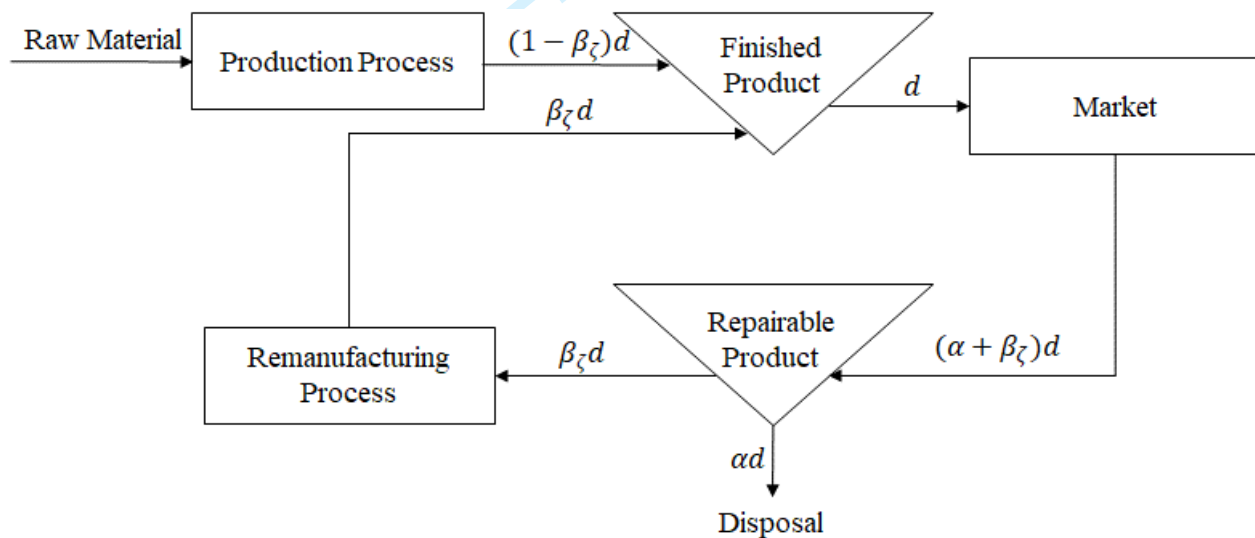 Raw Material
Production Process
(1 − β_ζ)d
Finished
Product
d
Market
β_ζd
Repairable
Product
(α + β_ζ)d
β_ζd
Remanufacturing
Process
αd
Disposal